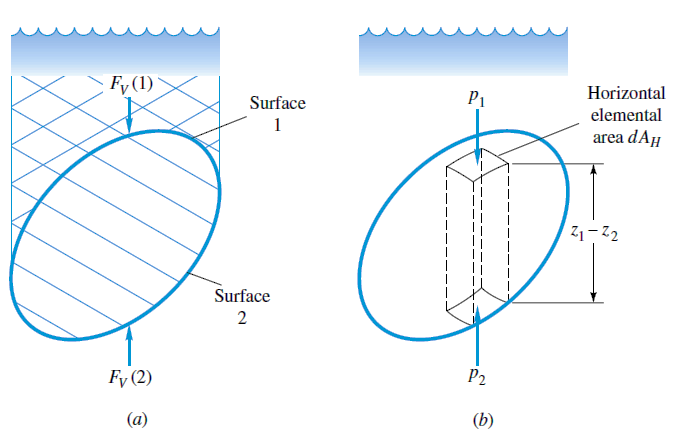 F_V (1)
Surface
1
Surface
2
F_V (2)
(a)
p_1
Horizontal
elemental
area dA_H
z_1 – z_2
p_2
(b)